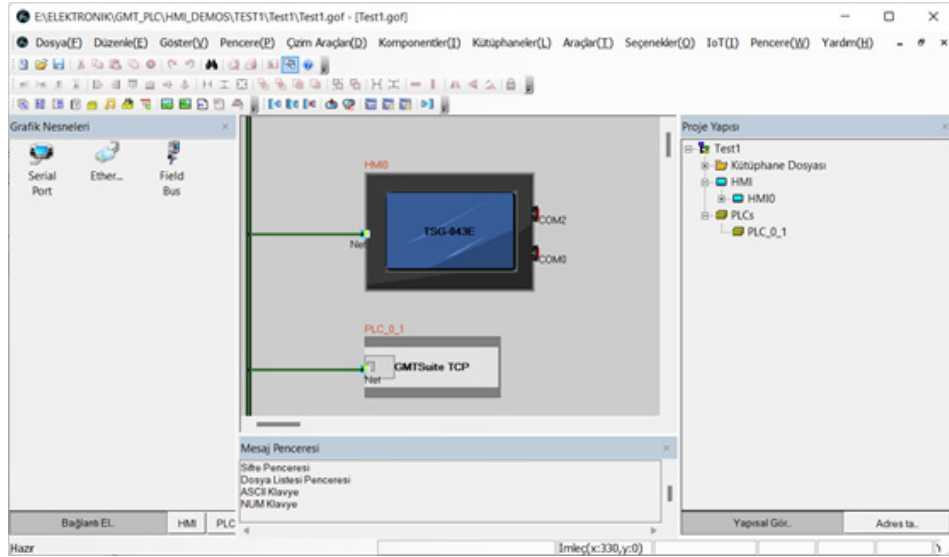 E:\ELEKTRONIK\GMT_PLC\HMI_DEMOS\TEST1\Test1\Test1.gof - [Test1.gof]
Dosya(F) Düzenle(E) Göster(V) Pencere(P) Çizim Araçları(D) Komponentler(I) Kütüphaneler(L) Araçlar(T) Seçenekler(O) IoT(I) Pencere(W) Yardım(H)
Grafik Nesneleri
Serial Port
Ether...
Field Bus
Bağlantı El..
HMI
PLC
HMI0
TSG-043E
COM2
COM0
Net
PLC_0_1
GMTSuite TCP
Net
Mesaj Penceresi
Sifre Penceresi
Dosya Listesi Penceresi
ASCII Klavye
NUM Klavye
Proje Yapısı
Test1
Kütüphane Dosyası
HMI
HMI0
PLCs
PLC_0_1
Yapısal Gör..
Adres ta..
Hazır
Imleç(x:330,y:0)